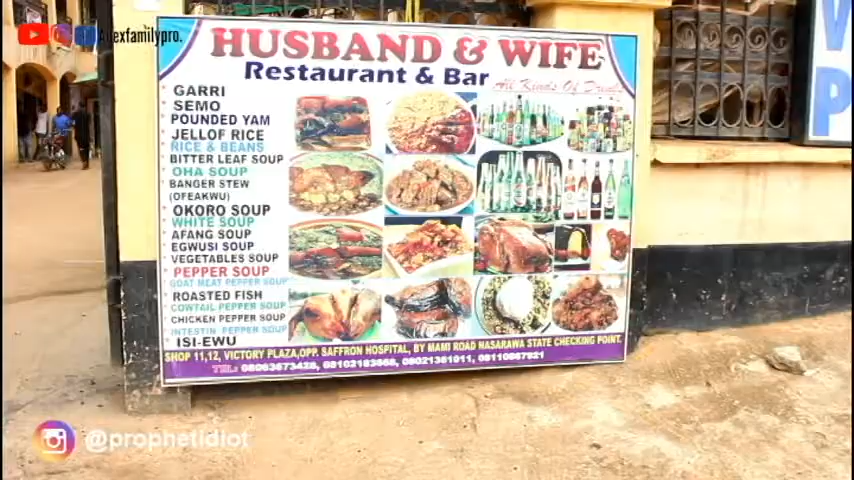 HUSBAND & WIFE
Restaurant & Bar
All Kinds Of Drinks
GARRI
SEMO
POUNDED YAM
JELLOF RICE
RICE & BEANS
BITTER LEAF SOUP
OHA SOUP
BANGER STEW
(OFEAKWU)
OKORO SOUP
WHITE SOUP
AFANG SOUP
EGWUSI SOUP
VEGETABLES SOUP
PEPPER SOUP
GOAT MEAT PEPPER SOUP
ROASTED FISH
COWTAIL PEPPER SOUP
CHICKEN PEPPER SOUP
INTESTIN PEPPER SOUP
ISI-EWU
SHOP 11,12, VICTORY PLAZA,OPP. SAFFRON HOSPITAL, BY MAMI ROAD NASARAWA STATE CHECKING POINT.
TEL:
VP
@prophetidiot